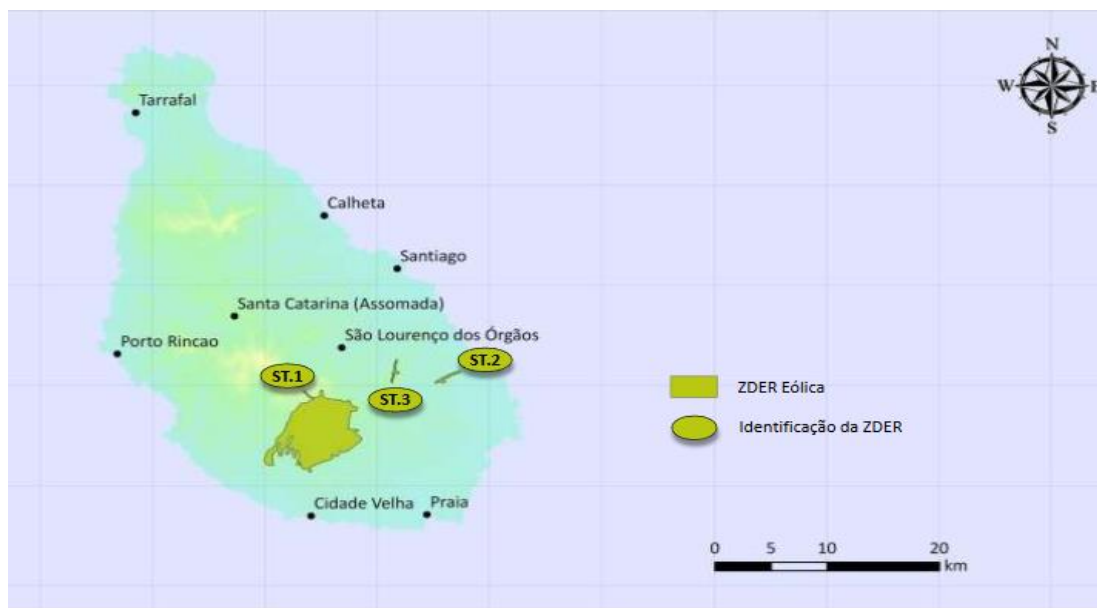 N
W
E
S
Tarrafal
Calheta
Santiago
Santa Catarina (Assomada)
São Lourenço dos Órgãos
Porto Rincao
ST.2
ST.1
ST.3
ZDER Eólica
Identificação da ZDER
Cidade Velha
Praia
0 5 10 20
km